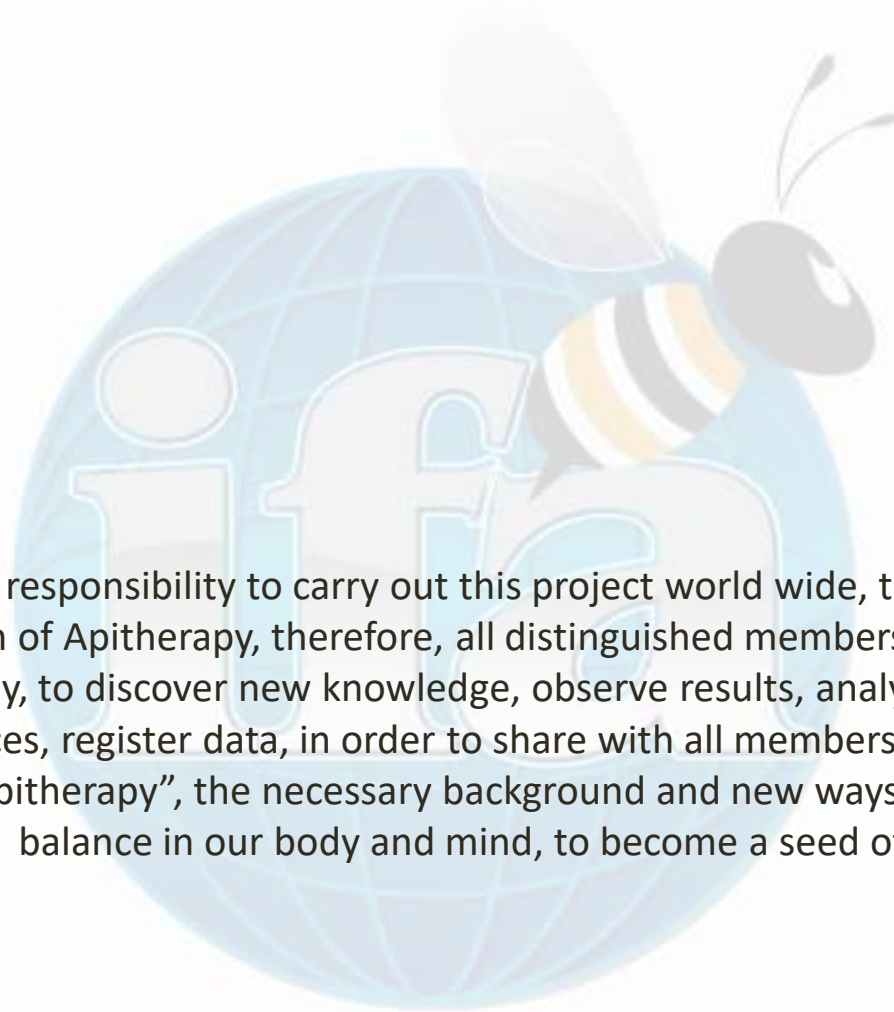 ifa
responsibility to carry out this project world wide, t
n of Apitherapy, therefore, all distinguished members
y, to discover new knowledge, observe results, analy
ces, register data, in order to share with all members
pitherapy”, the necessary background and new ways
balance in our body and mind, to become a seed o